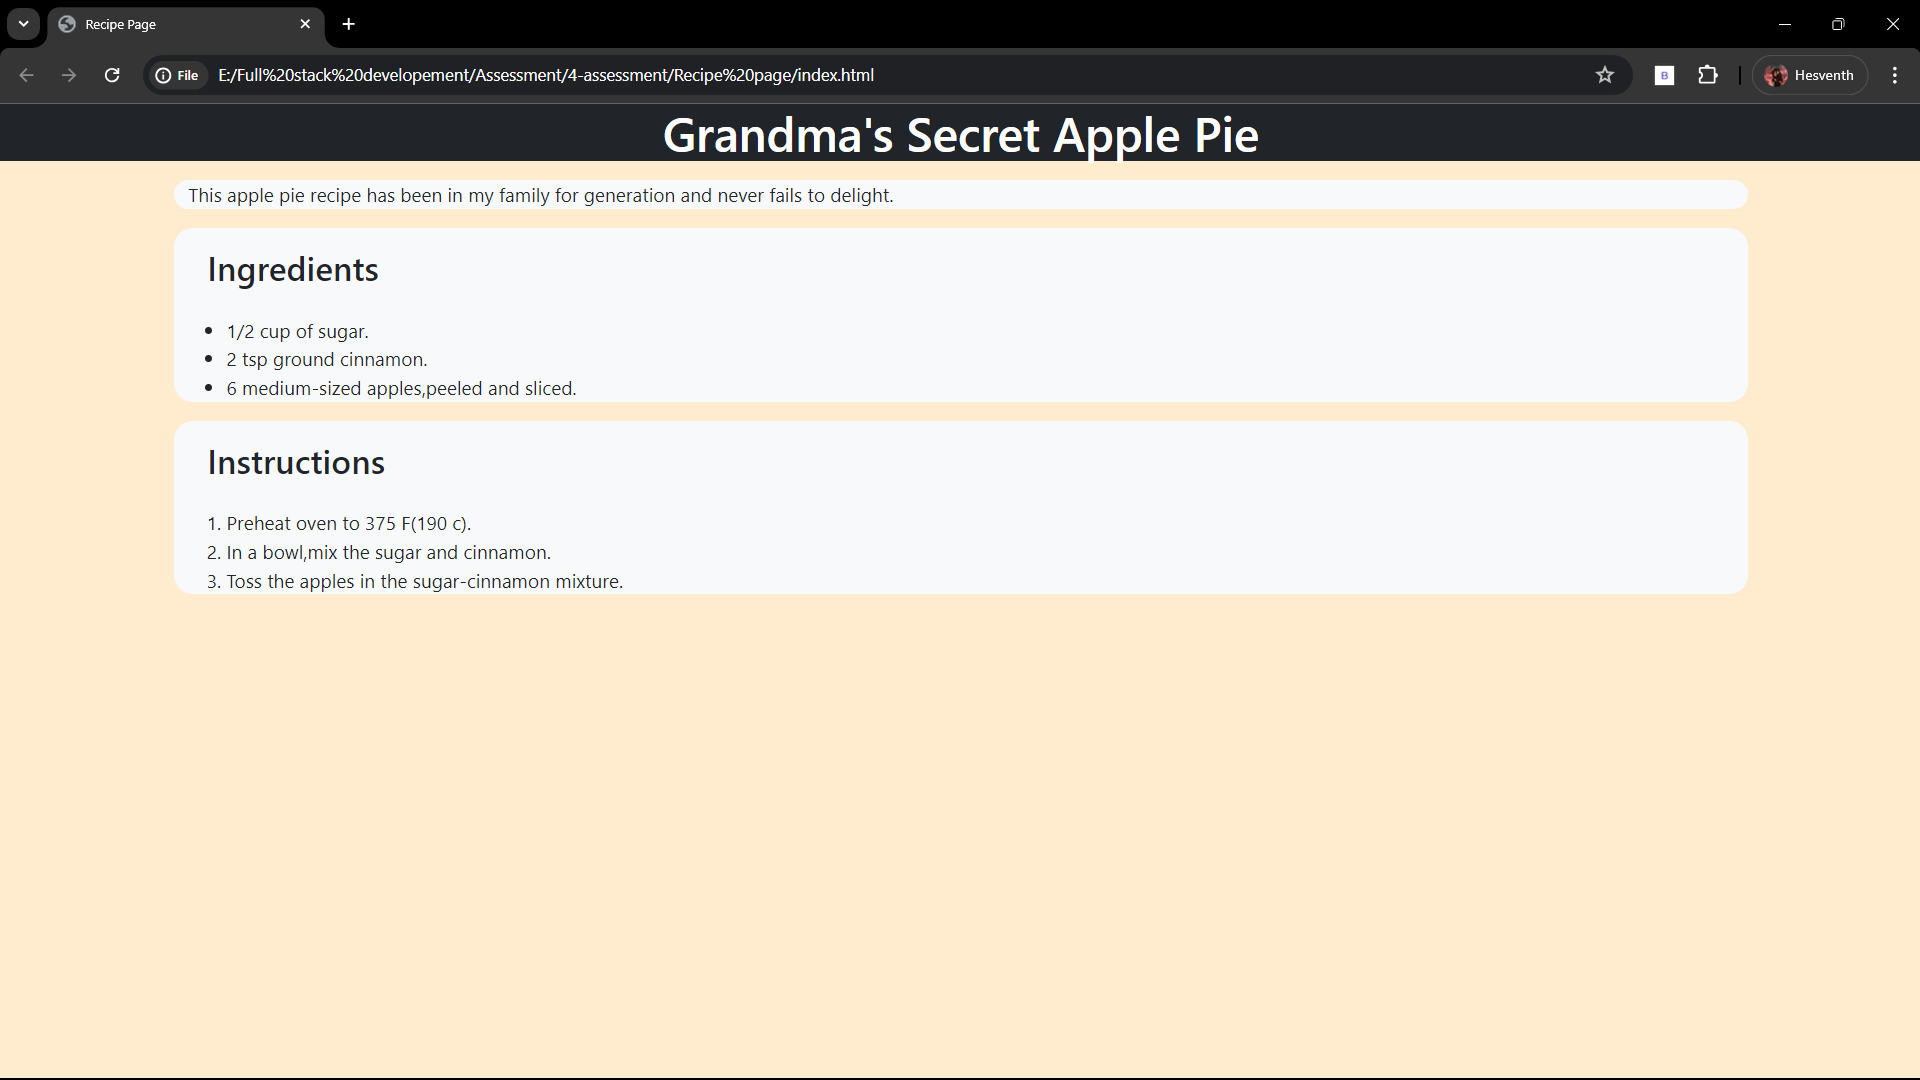 Recipe Page
File
E:/Full%20stack%20developement/Assessment/4-assessment/Recipe%20page/index.html
B
Hesventh
Grandma's Secret Apple Pie
This apple pie recipe has been in my family for generation and never fails to delight.
Ingredients
• 1/2 cup of sugar.
• 2 tsp ground cinnamon.
• 6 medium-sized apples,peeled and sliced.
Instructions
1. Preheat oven to 375 F(190 c).
2. In a bowl,mix the sugar and cinnamon.
3. Toss the apples in the sugar-cinnamon mixture.